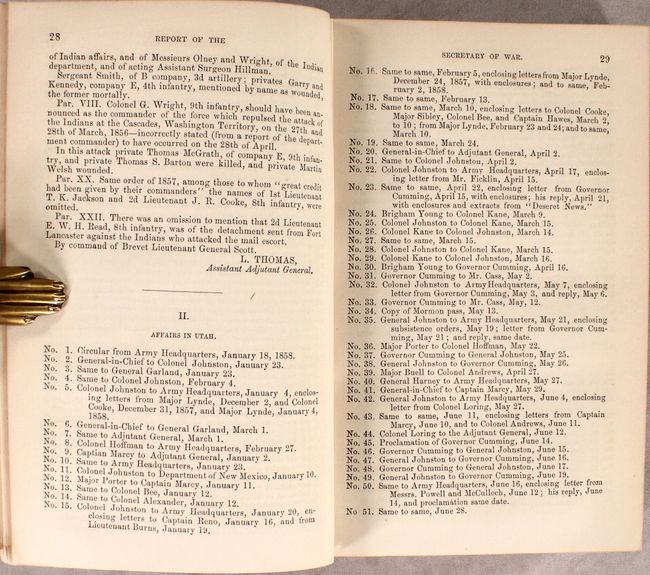 28 REPORT OF THE
of Indian affairs, and of Messieurs Olney and Wright, of the Indian
department, and of acting Assistant Surgeon Hillman.
Sergeant Smith, of B company, 3d artillery; privates Garry and
Kennedy, company E, 4th infantry, mentioned by name as wounded,
the former mortally.
Par. VIII. Colonel G. Wright, 9th infantry, should have been an-
nounced as the commander of the force which repulsed the attack of
the Indians at the Cascades, Washington Territory, on the 27th and
28th of March, 1856—incorrectly stated (from a report of the depart-
ment commander) to have occurred on the 28th of April.
In this attack private Thomas McGrath, of company E, 9th infan-
try, and private Thomas S. Barton were killed, and private Martin
Welsh wounded.
Par. XX. Same order of 1857, among those to whom "great credit
had been given by their commanders" the names of 1st Lieutenant
T. K. Jackson and 2d Lieutenant J. R. Cooke, 8th infantry, were
omitted.
Par. XXII. There was an omission to mention that 2d Lieutenant
E. W. H. Read, 8th infantry, was of the detachment sent from Fort
Lancaster against the Indians who attacked the mail escort.
By command of Brevet Lieutenant General Scott.
L. THOMAS,
Assistant Adjutant General.
II.
AFFAIRS IN UTAH.
No. 1. Circular from Army Headquarters, January 18, 1858.
No. 2. General-in-Chief to Colonel Johnston, January 23.
No. 3. Same to General Garland, January 23.
No. 4. Same to Colonel Johnston, February 4.
No. 5. Colonel Johnston to Army Headquarters, January 4, enclos-
ing letters from Major Lynde, December 2, and Colonel
Cooke, December 31, 1857, and Major Lynde, January 4,
1858.
No. 6. General-in-Chief to General Garland, March 1.
No. 7. Same to Adjutant General, March 1.
No. 8. Colonel Hoffman to Army Headquarters, February 27.
No. 9. Captian Marcy to Adjutant General, January 2.
No. 10. Same to Army Headquarters, January 23.
No. 11. Colonel Johnston to Department of New Mexico, January 10.
No. 12. Major Porter to Captain Marcy, January 11.
No. 13. Same to Colonel Bee, January 12.
No. 14. Same to Colonel Alexander, January 12.
No. 15. Colonel Johnston to Army Headquarters, January 20, en-
closing letters to Captain Reno, January 16, and from
Lieutenant Burns, January 19.
SECRETARY OF WAR. 29
No. 16. Same to same, February 5, enclosing letters from Major Lynde,
December 24, 1857, with enclosures; and to same, Feb-
ruary 2, 1858.
No. 17. Same to same, February 13.
No. 18. Same to same, March 10, enclosing letters to Colonel Cooke,
Major Sibley, Colonel Bee, and Captain Hawes, March 2,
to 10; from Major Lynde, February 23 and 24; and to same,
March 10.
No. 19. Same to same, March 24.
No. 20. General-in-Chief to Adjutant General, April 2.
No. 21. Same to Colonel Johnston, April 2.
No. 22. Colonel Johnston to Army Headquarters, April 17, enclos-
ing letter from Mr. Ficklin, April 15.
No. 23. Same to same, April 22, enclosing letter from Governor
Cumming, April 15, with enclosures; his reply, April 21,
with enclosures and extracts from "Deseret News."
No. 24. Brigham Young to Colonel Kane, March 9.
No. 25. Colonel Johnston to Colonel Kane, March 15.
No. 26. Colonel Kane to Colonel Johnston, March 14.
No. 27. Same to same, March 15.
No. 28. Colonel Johnston to Colonel Kane, March 15.
No. 29. Colonel Kane to Colonel Johnston, March 16.
No. 30. Brigham Young to Governor Cumming, April 16.
No. 31. Governor Cumming to Mr. Cass, May 2.
No. 32. Colonel Johnston to Army Headquarters, May 7, enclosing
letter from Governor Cumming, May 3, and reply, May 6.
No. 33. Governor Cumming to Mr. Cass, May, 12.
No. 34. Copy of Mormon pass, May 13.
No. 35. General Johnston to Army Headquarters, May 21, enclosing
subsistence orders, May 19; letter from Governor Cum-
ming, May 21; and reply, same date.
No. 36. Major Porter to Colonel Hoffman, May 22.
No. 37. Governor Cumming to General Johnston, May 25.
No. 38. General Johnston to Governor Cumming, May 26.
No. 39. Major Buell to Colonel Andrews, April 27.
No. 40. General Harney to Army Headquarters, May 27.
No. 41. General-in-Chief to Captain Marcy, May 29.
No. 42. General Johnston to Army Headquarters, June 4, enclosing
letter from Colonel Loring, May 27.
No. 43. Same to same, June 11, enclosing letters from Captain
Marcy, June 10, and to Colonel Andrews, June 11.
No. 44. Colonel Loring to the Adjutant General, June 12.
No. 45. Proclamation of Governor Cumming, June 14.
No. 46. Governor Cumming to General Johnston, June 15.
No. 47. General Johnston to Governor Cumming, June 16.
No. 48. Governor Cumming to General Johnston, June 17.
No. 49. General Johnston to Governor Cumming, June 19.
No. 50. Same to Army Headquarters, June 16, enclosing letter from
Messrs. Powell and McCulloch, June 12; his reply, June
14, and proclamation same date.
No 51. Same to same, June 28.